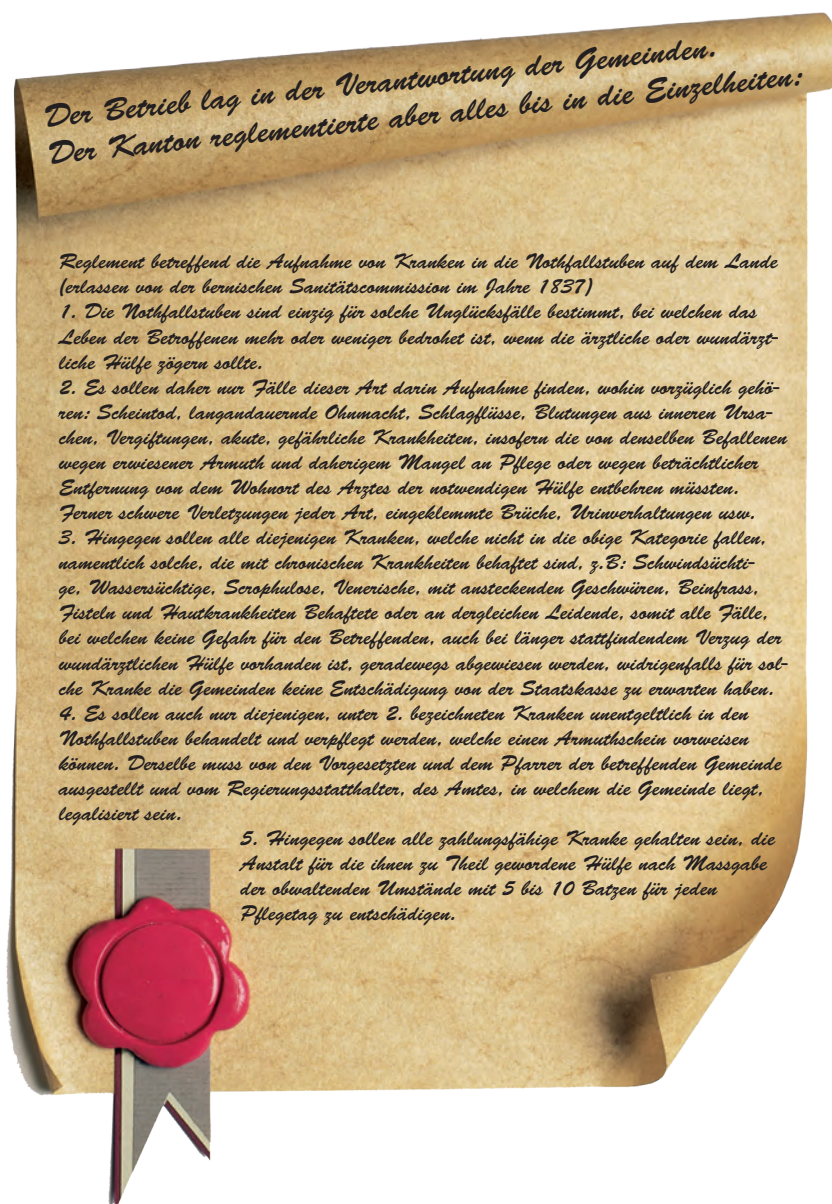 Der Betrieb lag in der Verantwortung der Gemeinden.
Der Kanton reglementierte aber alles bis in die Einzelheiten:
Reglement betreffend die Aufnahme von Kranken in die Nothfallstuben auf dem Lande
(erlassen von der bernischen Sanitätscommission im Jahre 1837)
1. Die Nothfallstuben sind einzig für solche Unglücksfälle bestimmt, bei welchen das
Leben der Betroffenen mehr oder weniger bedrohet ist, wenn die ärztliche oder wundärzt-
liche Hülfe zögern sollte.
2. Es sollen daher nur Fälle dieser Art darin Aufnahme finden, wohin vorzüglich gehö-
ren: Scheintod, langandauernde Ohnmacht, Schlagflüsse, Blutungen aus inneren Ursa-
chen, Vergiftungen, akute, gefährliche Krankheiten, insofern die von denselben Befallenen
wegen erwiesener Armuth und daherigem Mangel an Pflege oder wegen beträchtlicher
Entfernung von dem Wohnort des Arztes der notwendigen Hülfe entbehren müssten.
Ferner schwere Verletzungen jeder Art, eingeklemmte Brüche, Urinverhaltungen usw.
3. Hingegen sollen alle diejenigen Kranken, welche nicht in die obige Kategorie fallen,
namentlich solche, die mit chronischen Krankheiten behaftet sind, z.B: Schwindsüchti-
ge, Wassersüchtige, Scrophulose, Venerische, mit ansteckenden Geschwüren, Beinfrass,
Fisteln und Hautkrankheiten Behaftete oder an dergleichen Leidende, somit alle Fälle,
bei welchen keine Gefahr für den Betreffenden, auch bei länger stattfindendem Verzug der
wundärztlichen Hülfe vorhanden ist, geradewegs abgewiesen werden, widrigenfalls für sol-
che Kranke die Gemeinden keine Entschädigung von der Staatskasse zu erwarten haben.
4. Es sollen auch nur diejenigen, unter 2. bezeichneten Kranken unentgeltlich in den
Nothfallstuben behandelt und verpflegt werden, welche einen Armuthschein vorweisen
können. Derselbe muss von den Vorgesetzten und dem Pfarrer der betreffenden Gemeinde
ausgestellt und vom Regierungsstatthalter, des Amtes, in welchem die Gemeinde liegt,
legalisiert sein.
5. Hingegen sollen alle zahlungsfähige Kranke gehalten sein, die
Anstalt für die ihnen zu Theil gewordene Hülfe nach Massgabe
der obwaltenden Umstände mit 5 bis 10 Batzen für jeden
Pflegetag zu entschädigen.